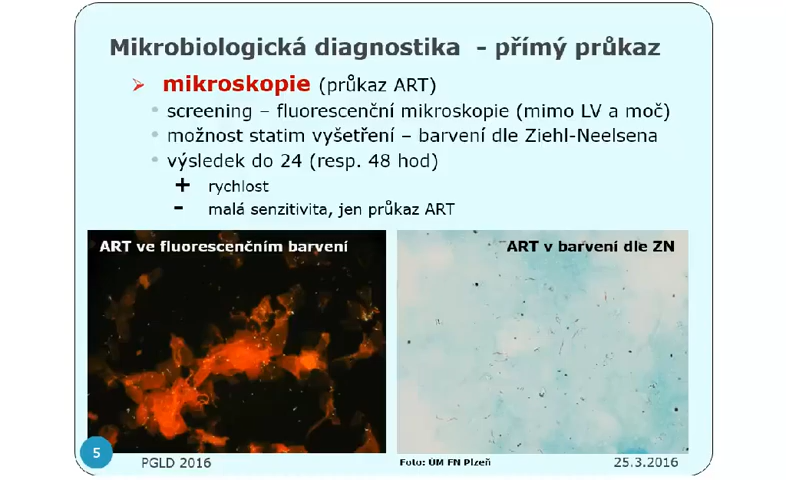 Mikrobiologická diagnostika - přímý průkaz
mikroskopie (průkaz ART)
screening – fluorescenční mikroskopie (mimo LV a moč)
možnost statim vyšetření – barvení dle Ziehl-Neelsena
výsledek do 24 (resp. 48 hod)
+ rychlost
- malá senzitivita, jen průkaz ART
ART ve fluorescenčním barvení
ART v barvení dle ZN
5
PGLD 2016
Foto: ÚM FN Plzeň
25.3.2016